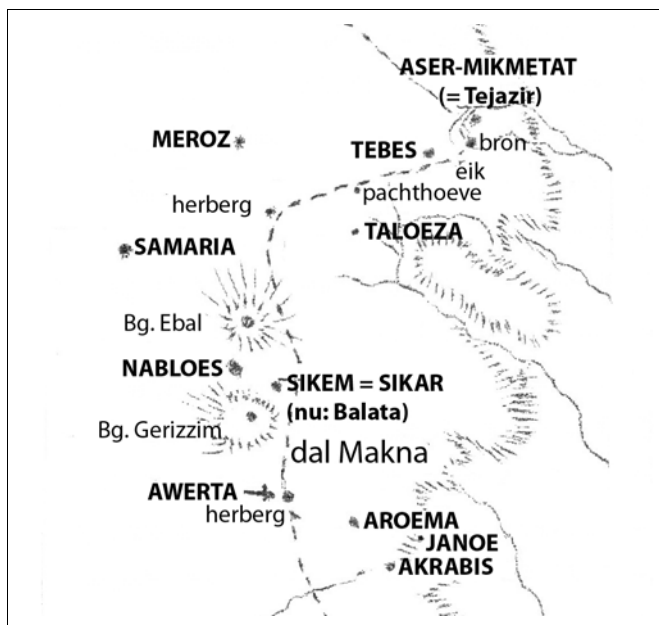 ASER-MIKMETAT
(= Tejazir)
MEROZ
TEBES
bron
eik
pachthoeve
herberg
TALOEZA
SAMARIA
Bg. Ebal
NABLOES
SIKEM = SIKAR
(nu: Balata)
Bg. Gerizzim
dal Makna
AWERTA
herberg
AROEMA
JANOE
AKRABIS